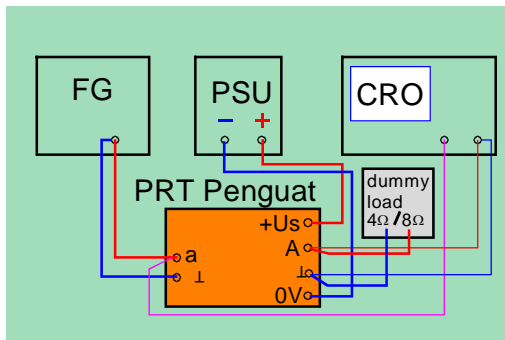 FG
PSU
− +
CRO
PRT Penguat
dummy
load
4Ω/8Ω
+Us
a
A
⊥
⊥
0V